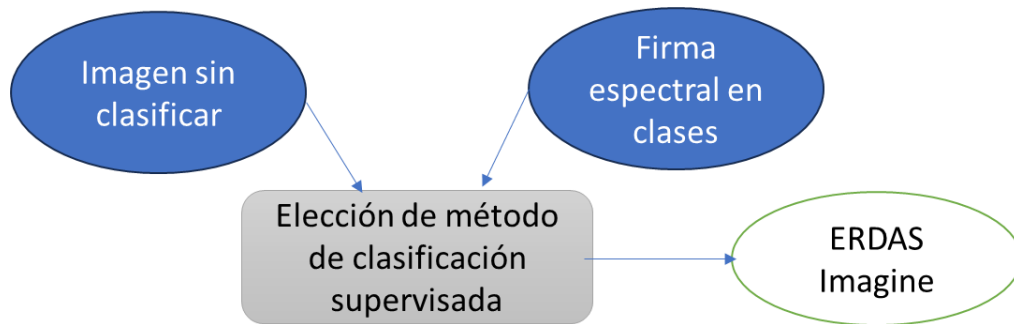 Imagen sin
clasificar
Firma
espectral en
clases
Elección de método
de clasificación
supervisada
ERDAS
Imagine